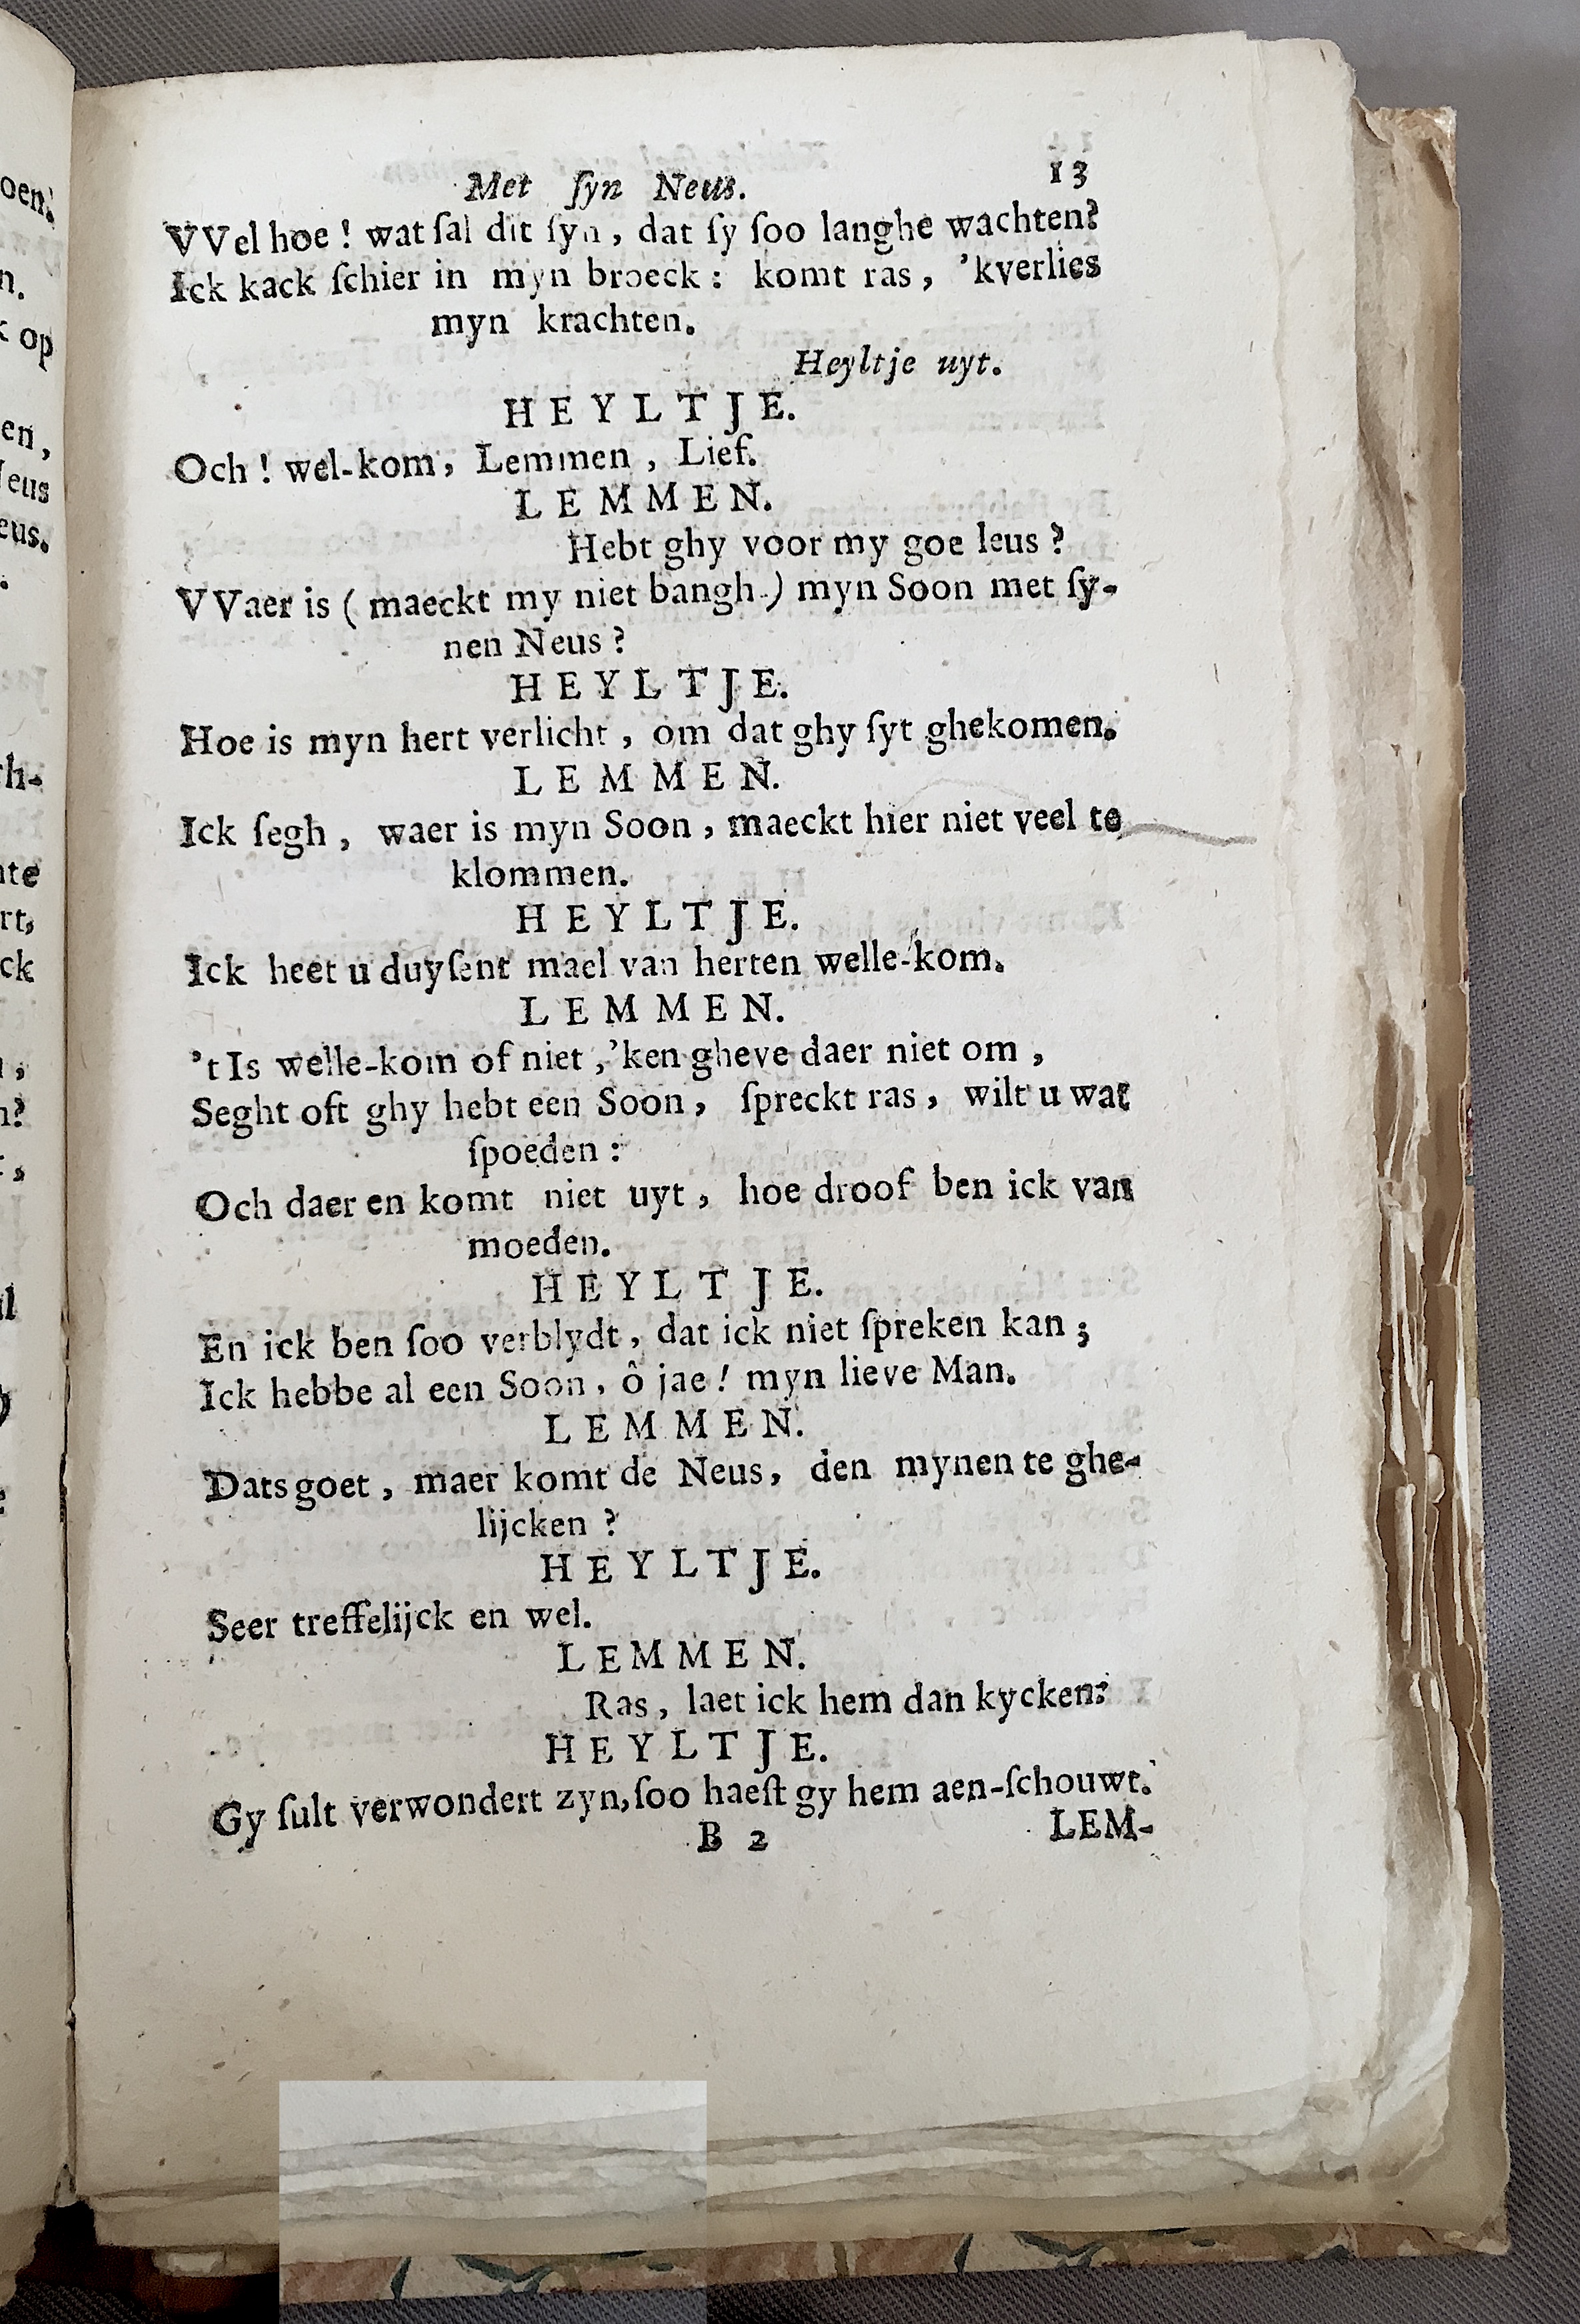 Met ſyn Neus. 13
VVel hoe ! wat ſal dit ſyn , dat ſy ſoo langhe wachten?
Ick kack ſchier in myn broeck : komt ras , 'kverlies
myn krachten.
Heyltje uyt.
HEYLTJE.
Och ! wel-kom, Lemmen , Lief.
LEMMEN.
Hebt ghy voor my goe leus ?
VVaer is ( maeckt my niet bangh ) myn Soon met ſy-
nen Neus ?
HEYLTJE.
Hoe is myn hert verlicht , om dat ghy ſyt ghekomen.
LEMMEN.
Ick ſegh , waer is myn Soon , maeckt hier niet veel te
klommen.
HEYLTJE.
Ick heet u duyſent mael van herten welle-kom.
LEMMEN.
't Is welle-kom of niet , 'ken gheve daer niet om ,
Seght oft ghy hebt een Soon , ſpreckt ras , wilt u wat
ſpoeden :
Och daer en komt niet uyt , hoe droof ben ick van
moeden.
HEYLTJE.
En ick ben ſoo verblydt , dat ick niet ſpreken kan ;
Ick hebbe al een Soon , ô jae ! myn lieve Man.
LEMMEN.
Dats goet , maer komt de Neus , den mynen te ghe-
lijcken ?
HEYLTJE.
Seer treffelijck en wel.
LEMMEN.
Ras , laet ick hem dan kycken.
HEYLTJE.
Gy ſult verwondert zyn, ſoo haeſt gy hem aen-ſchouwt.
B 2 LEM-
oen.
n.
k op
en ,
Neus
eus.
h-
nte
rt,
ck
n?